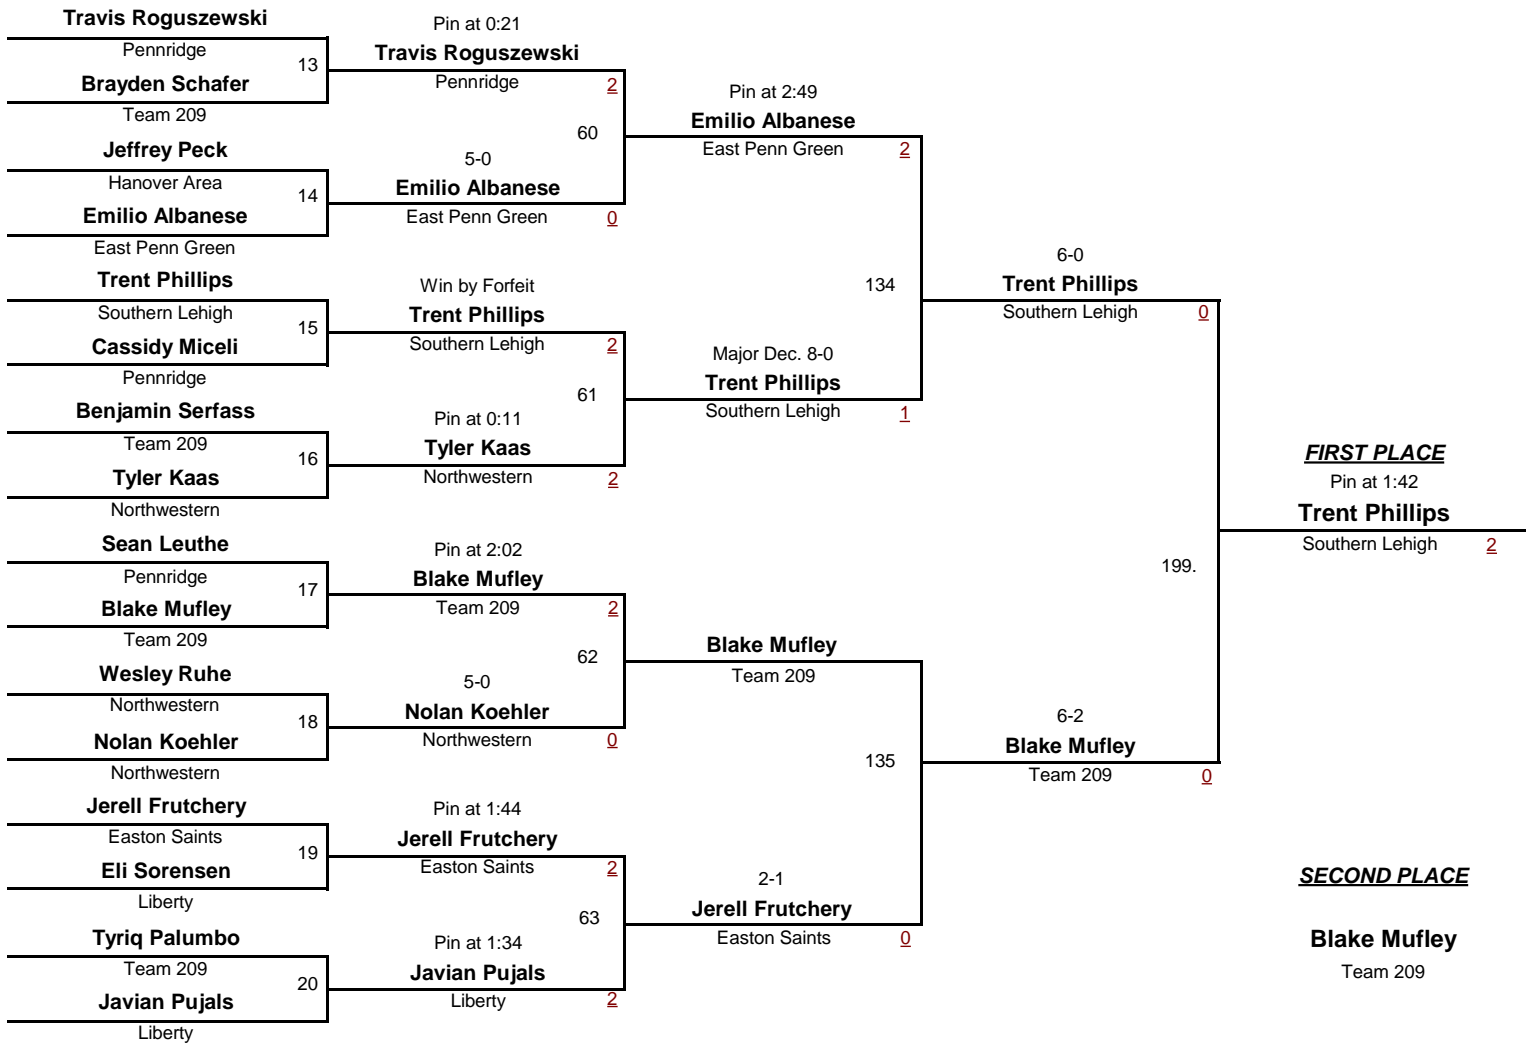 Travis Roguszewski
Pennridge
13
Brayden Schafer
Team 209
Jeffrey Peck
Hanover Area
14
Emilio Albanese
East Penn Green
Trent Phillips
Southern Lehigh
15
Cassidy Miceli
Pennridge
Benjamin Serfass
Team 209
16
Tyler Kaas
Northwestern
Sean Leuthe
Pennridge
17
Blake Mufley
Team 209
Wesley Ruhe
Northwestern
18
Nolan Koehler
Northwestern
Jerell Frutchery
Easton Saints
19
Eli Sorensen
Liberty
Tyriq Palumbo
Team 209
20
Javian Pujals
Liberty
Pin at 0:21
Travis Roguszewski
Pennridge 2
60
5-0
Emilio Albanese
East Penn Green 0
Win by Forfeit
Trent Phillips
Southern Lehigh 2
61
Pin at 0:11
Tyler Kaas
Northwestern 2
Pin at 2:02
Blake Mufley
Team 209 2
62
5-0
Nolan Koehler
Northwestern 0
Pin at 1:44
Jerell Frutchery
Easton Saints 2
63
Pin at 1:34
Javian Pujals
Liberty 2
Pin at 2:49
Emilio Albanese
East Penn Green 2
134
Major Dec. 8-0
Trent Phillips
Southern Lehigh 1
Blake Mufley
Team 209
135
2-1
Jerell Frutchery
Easton Saints 0
6-0
Trent Phillips
Southern Lehigh 0
199.
6-2
Blake Mufley
Team 209 0
FIRST PLACE
Pin at 1:42
Trent Phillips
Southern Lehigh 2
SECOND PLACE
Blake Mufley
Team 209